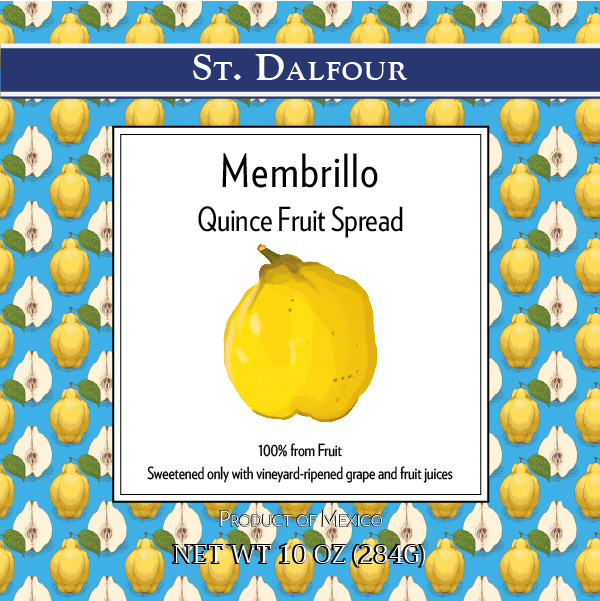 St. Dalfour
Membrillo
Quince Fruit Spread
100% from Fruit
Sweetened only with vineyard-ripened grape and fruit juices
Product of Mexico
NET WT 10 OZ (284G)